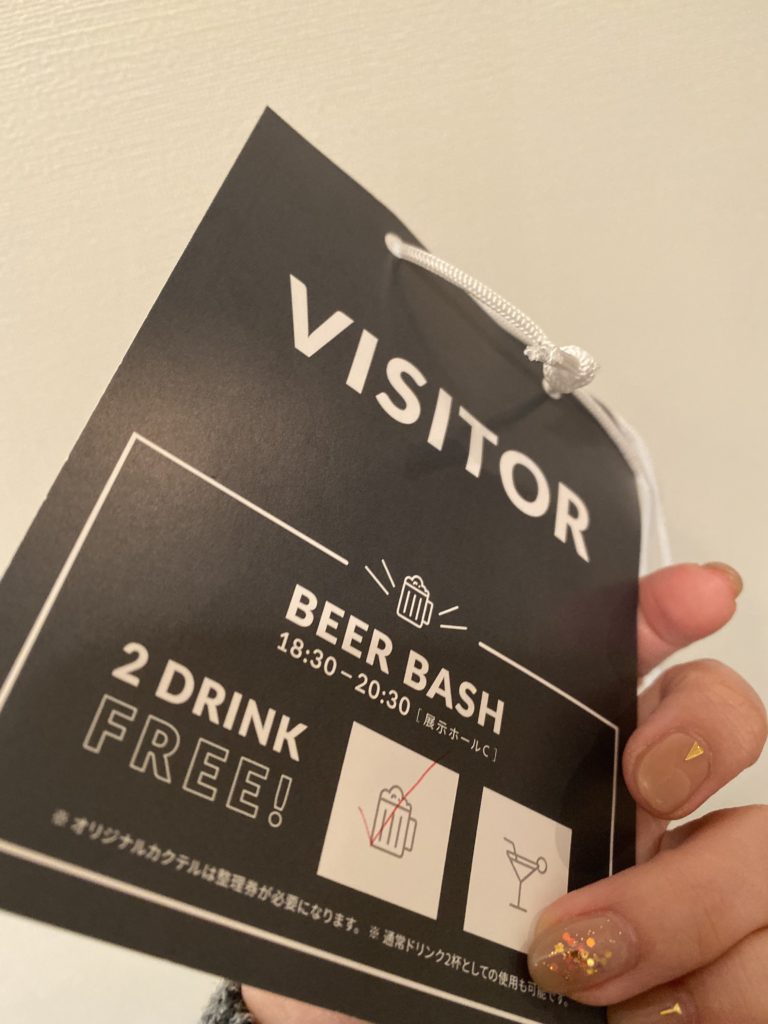 VISITOR
BEER BASH
18:30–20:30 [ 展示ホールC ]
2 DRINK
FREE!
※ オリジナルカクテルは整理券が必要になります。 ※ 通常ドリンク2杯としての使用も可能です。